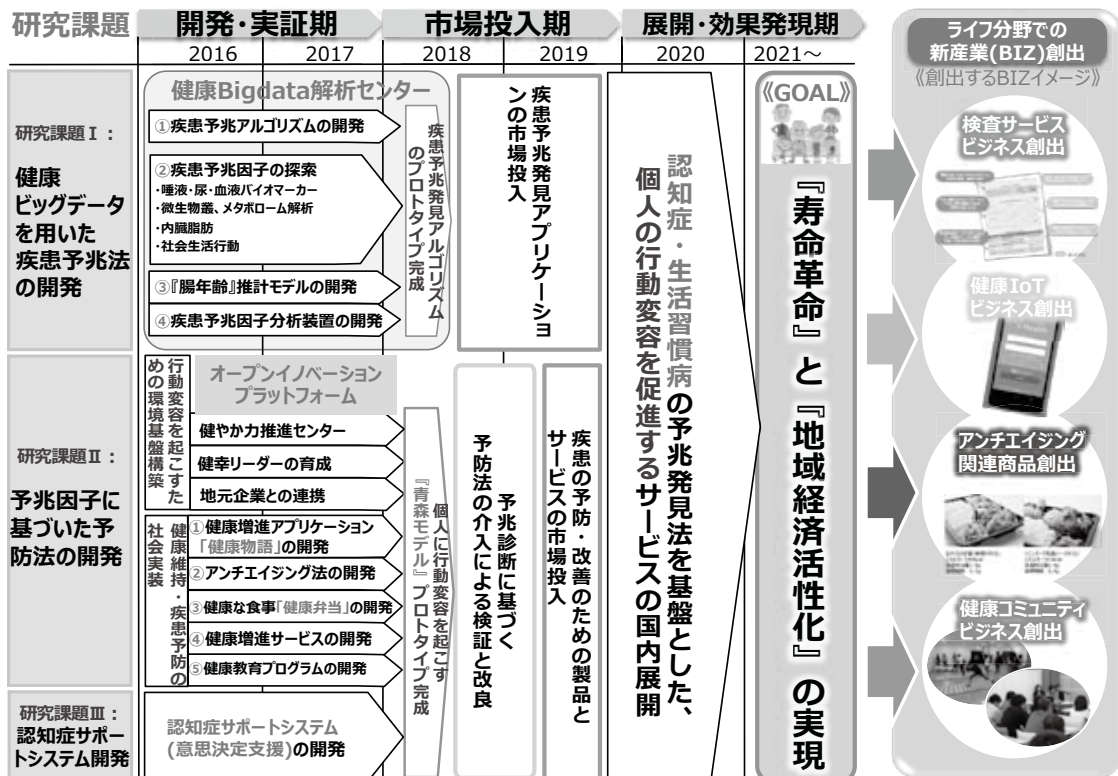 研究課題
開発・実証期
市場投入期
展開・効果発現期
2016
2017
2018
2019
2020
2021～
研究課題Ⅰ：
健康
ビッグデータ
を用いた
疾患予兆法
の開発
健康Bigdata解析センター
①疾患予兆アルゴリズムの開発
②疾患予兆因子の探索
・唾液・尿・血液バイオマーカー
・微生物叢、メタボローム解析
・内臓脂肪
・社会生活行動
③『腸年齢』推計モデルの開発
④疾患予兆因子分析装置の開発
疾患予兆発見アルゴリズム
のプロトタイプ完成
疾患予兆発見アプリケーショ
ンの市場投入
研究課題Ⅱ：
予兆因子に
基づいた予
防法の開発
行動変容を起こすた
めの環境基盤構築
オープンイノベーション
プラットフォーム
健やか力推進センター
健幸リーダーの育成
地元企業との連携
健康維持・疾患予防の
社会実装
①健康増進アプリケーション
「健康物語」の開発
②アンチエイジング法の開発
③健康な食事「健康弁当」の開発
④健康増進サービスの開発
⑤健康教育プログラムの開発
個人に行動変容を起こす
『青森モデル』プロトタイプ完成
予兆診断に基づく
予防法の介入による検証と改良
疾患の予防・改善のための製品と
サービスの市場投入
研究課題Ⅲ：
認知症サポー
トシステム開発
認知症サポートシステム
(意思決定支援)の開発
認知症・生活習慣病の予兆発見法を基盤とした、
個人の行動変容を促進するサービスの国内展開
《GOAL》
『寿命革命』と『地域経済活性化』の実現
ライフ分野での
新産業(BIZ)創出
《創出するBIZイメージ》
検査サービス
ビジネス創出
健康IoT
ビジネス創出
アンチエイジング
関連商品創出
健康コミュニティ
ビジネス創出